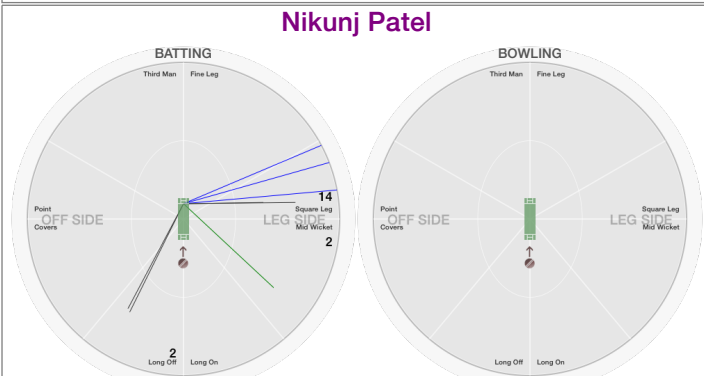 Nikunj Patel
BATTING
Third Man Fine Leg
14
Point Square Leg
OFF SIDE LEG SIDE
Covers Mid Wicket
2
2
Long Off Long On
BOWLING
Third Man Fine Leg
Point Square Leg
OFF SIDE LEG SIDE
Covers Mid Wicket
Long Off Long On